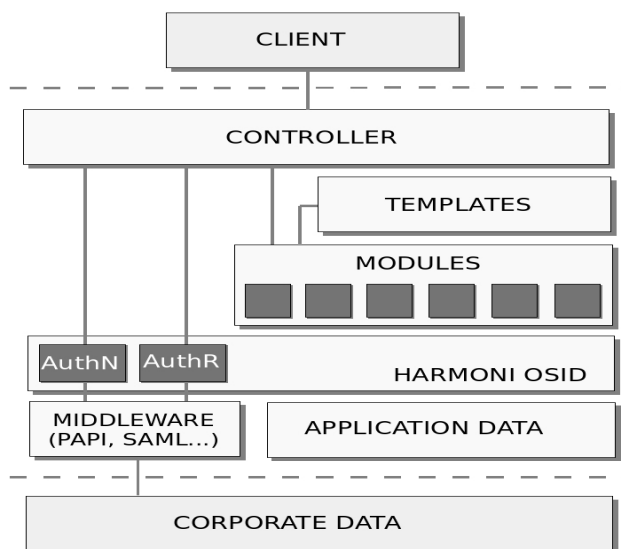 CLIENT
CONTROLLER
TEMPLATES
MODULES
AuthN AuthR
HARMONI OSID
MIDDLEWARE
(PAPI, SAML...)
APPLICATION DATA
CORPORATE DATA